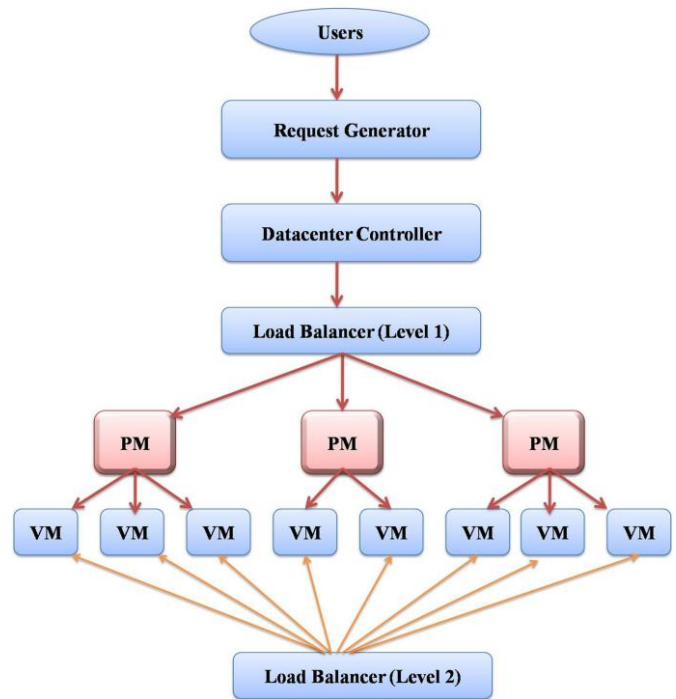 Users
Request Generator
Datacenter Controller
Load Balancer (Level 1)
PM PM PM
VM VM VM VM VM VM VM VM
Load Balancer (Level 2)